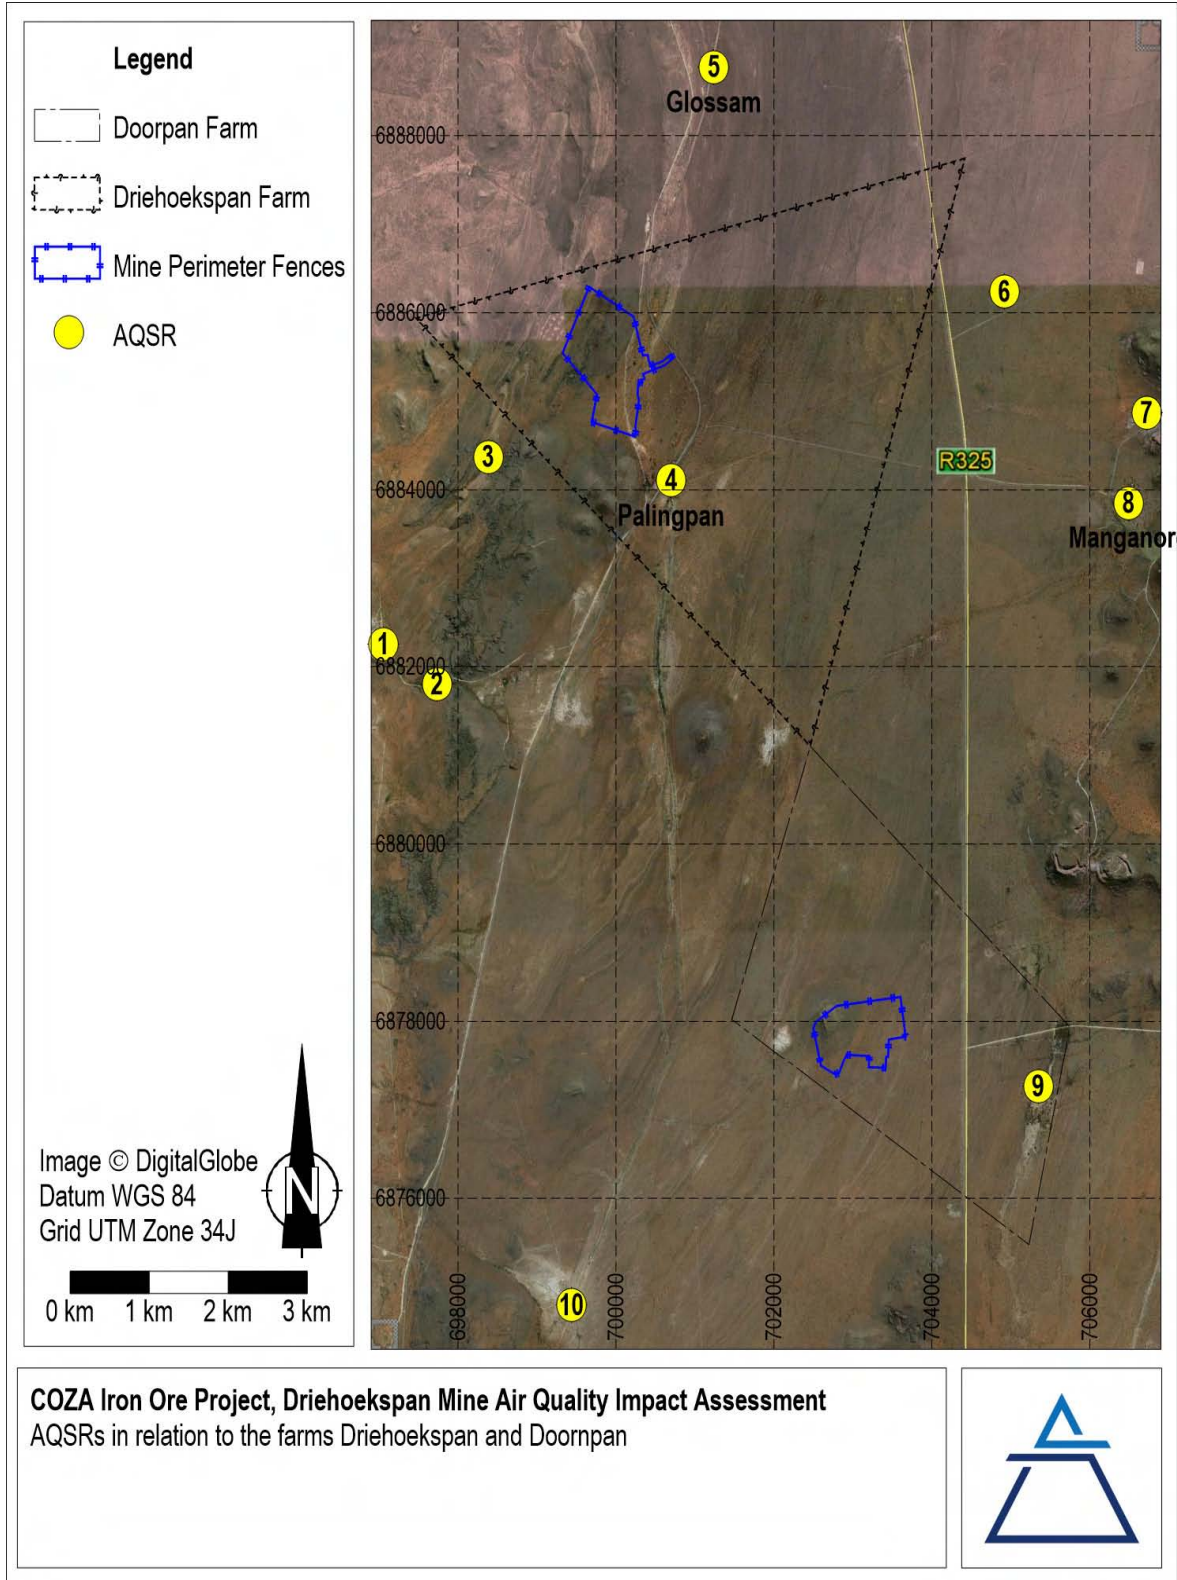 Legend
Doorpan Farm
Driehoekspan Farm
Mine Perimeter Fences
AQSR
Image © DigitalGlobe
Datum WGS 84
Grid UTM Zone 34J
N
0 km 1 km 2 km 3 km
5
Glossam
6888000
6
6886000
7
R325
3
4
6884000
8
Palingpan
Manganor
1
6882000
2
6880000
6878000
9
6876000
10
698000
700000
702000
704000
706000
COZA Iron Ore Project, Driehoekspan Mine Air Quality Impact Assessment
AQSRs in relation to the farms Driehoekspan and Doornpan